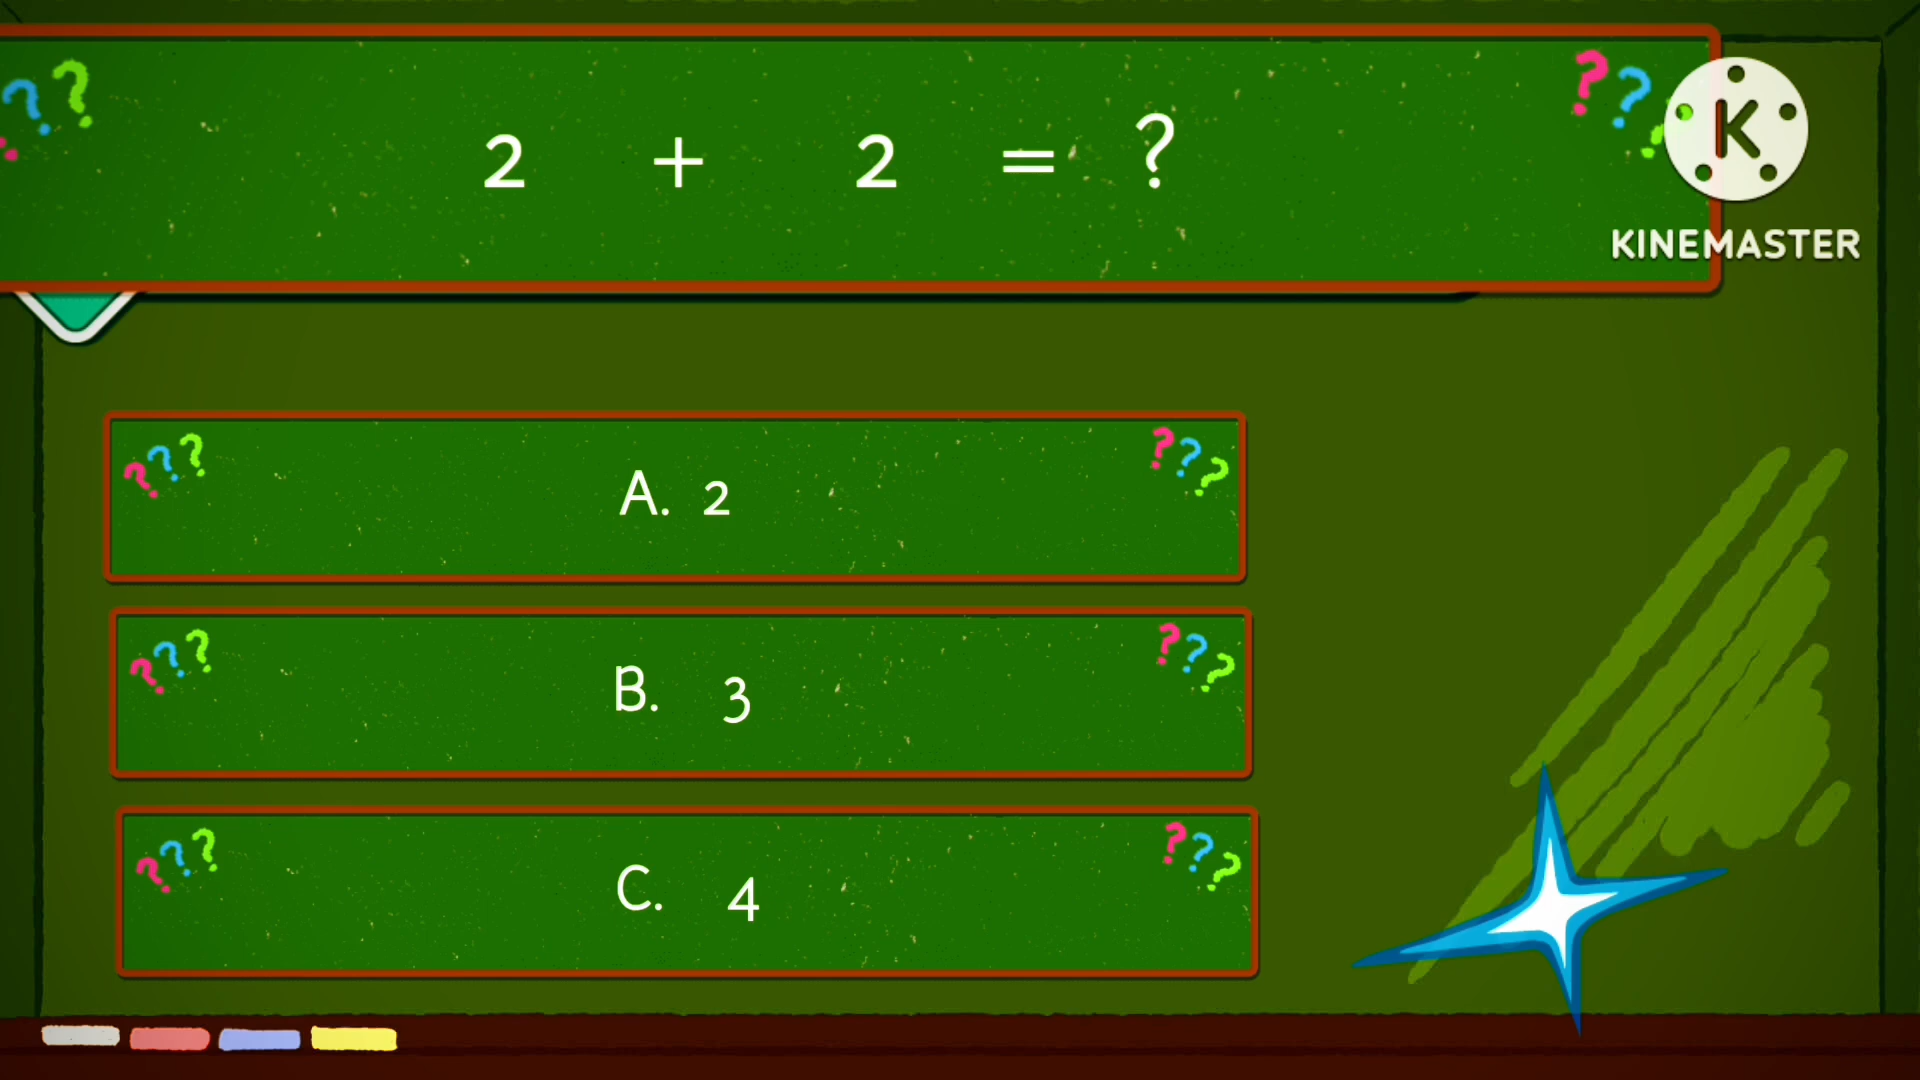 2 + 2 = ?
K
KINEMASTER
A. 2
B. 3
C. 4